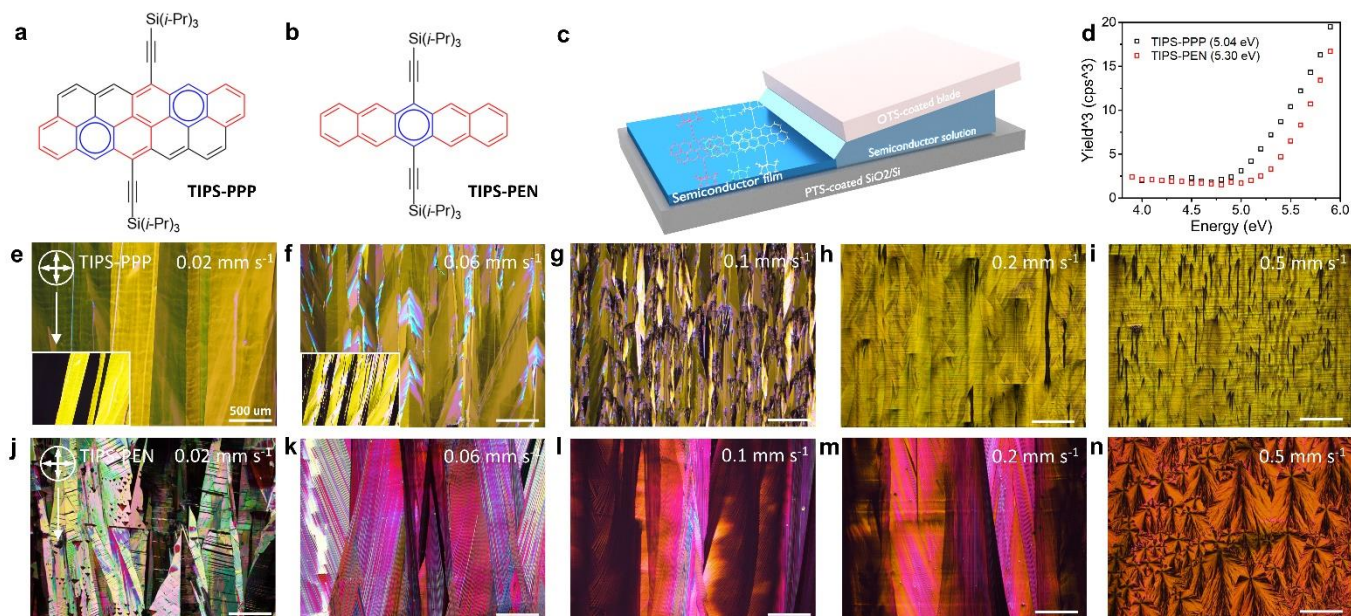 a
Si(i-Pr)3
TIPS-PPP
Si(i-Pr)3
b
Si(i-Pr)3
TIPS-PEN
Si(i-Pr)3
c
OTS-coated blade
Semiconductor solution
Semiconductor film
PTS-coated SiO2/Si
d
20
15
10
5
0
Yield^3 (cps^3)
TIPS-PPP (5.04 eV)
TIPS-PEN (5.30 eV)
4.0 4.5 5.0 5.5 6.0
Energy (eV)
e TIPS-PPP 0.02 mm s⁻¹
500 um
f 0.06 mm s⁻¹
g 0.1 mm s⁻¹
h 0.2 mm s⁻¹
i 0.5 mm s⁻¹
j TIPS-PEN 0.02 mm s⁻¹
k 0.06 mm s⁻¹
l 0.1 mm s⁻¹
m 0.2 mm s⁻¹
n 0.5 mm s⁻¹